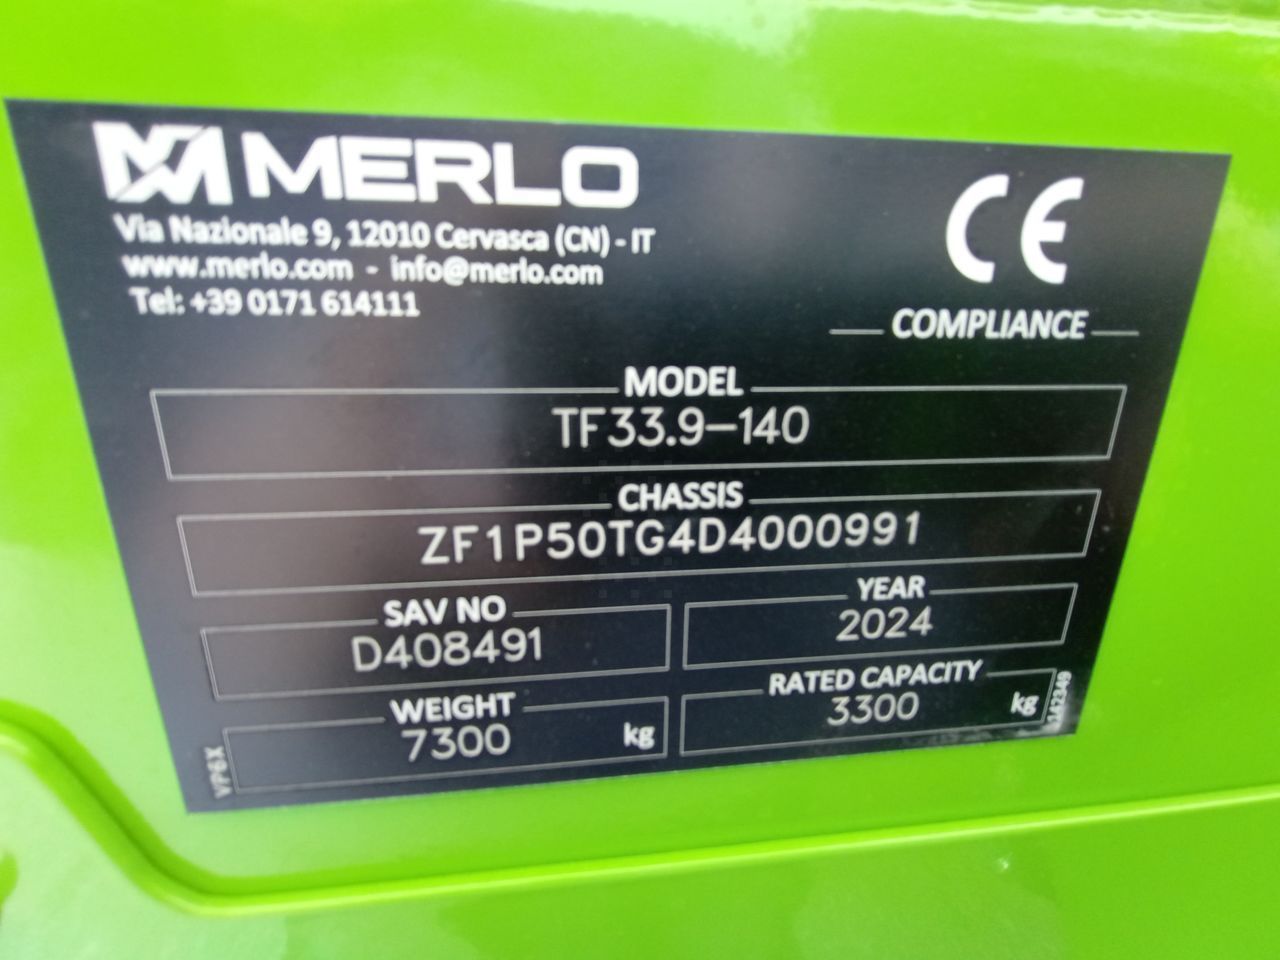 MERLO
Via Nazionale 9, 12010 Cervasca (CN) - IT
www.merlo.com - info@merlo.com
Tel: +39 0171 614111
CE
COMPLIANCE
MODEL
TF33.9-140
CHASSIS
ZF1P50TG4D4000991
SAV NO
D408491
YEAR
2024
WEIGHT
7300 kg
RATED CAPACITY
3300 kg
VP6X